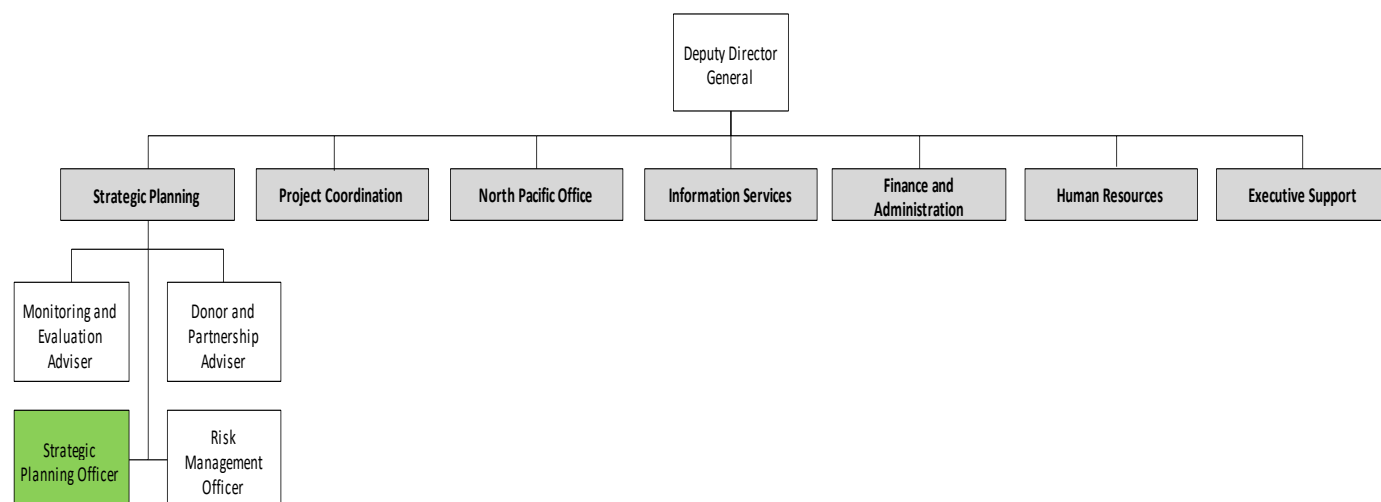 Deputy Director
General
Strategic Planning
Project Coordination
North Pacific Office
Information Services
Finance and
Administration
Human Resources
Executive Support
Monitoring and
Evaluation
Adviser
Donor and
Partnership
Adviser
Strategic
Planning Officer
Risk
Management
Officer